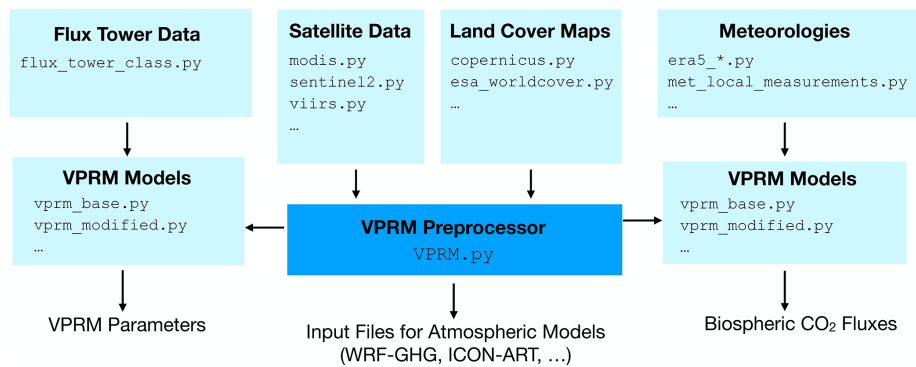 Flux Tower Data
flux_tower_class.py
Satellite Data
modis.py
sentinel2.py
viirs.py
…
Land Cover Maps
copernicus.py
esa_worldcover.py
…
Meteorologies
era5_*.py
met_local_measurements.py
…
VPRM Models
vprm_base.py
vprm_modified.py
…
VPRM Preprocessor
VPRM.py
VPRM Models
vprm_base.py
vprm_modified.py
…
VPRM Parameters
Input Files for Atmospheric Models
(WRF-GHG, ICON-ART, …)
Biospheric CO₂ Fluxes